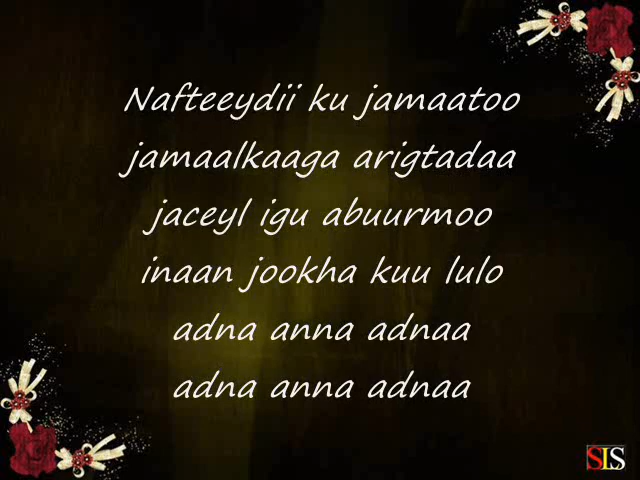 Nafteeydii ku jamaatoo
jamaalkaaga arigtadaa
jaceyl igu abuurmoo
inaan jookha kuu lulo
adna anna adnaa
adna anna adnaa
SLS